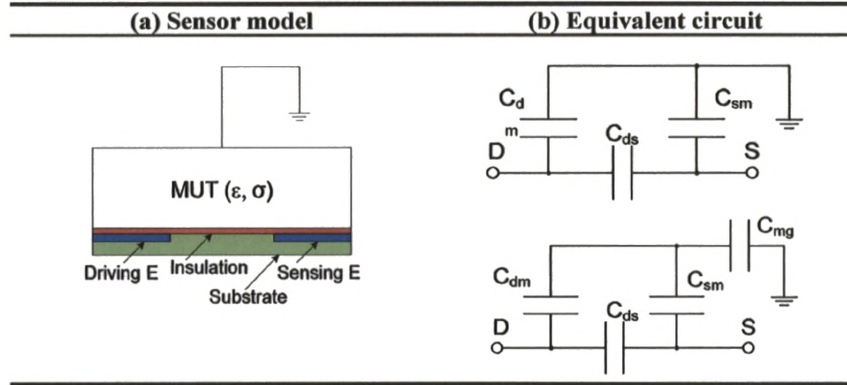 (a) Sensor model
(b) Equivalent circuit
MUT (ε, σ)
Driving E
Insulation
Sensing E
Substrate
Cd
m
Csm
D
Cds
S
Cmg
Cdm
Csm
D
Cds
S